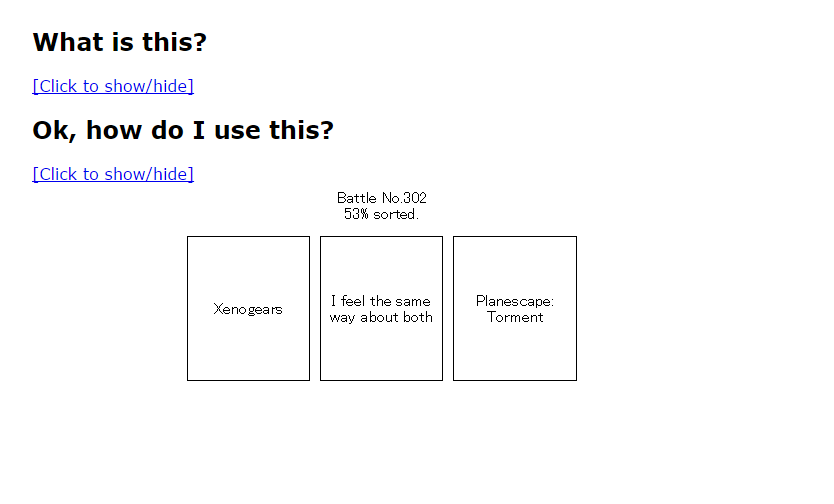 What is this?
[Click to show/hide]
Ok, how do I use this?
[Click to show/hide]
Battle No.302
53% sorted.
Xenogears
I feel the same
way about both
Planescape:
Torment